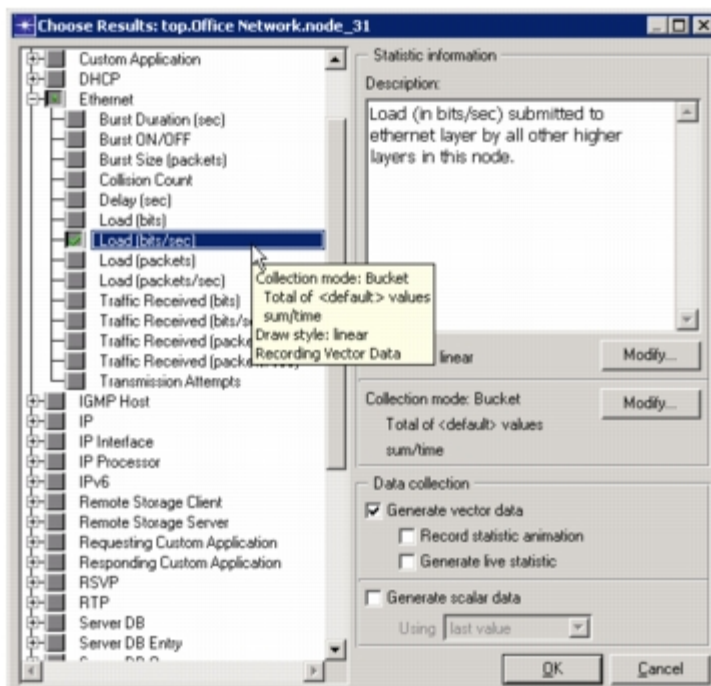 Choose Results: top.Office Network.node_31
Custom Application
DHCP
Ethernet
Burst Duration (sec)
Burst ON/OFF
Burst Size (packets)
Collision Count
Delay (sec)
Load (bits)
Load (bits/sec)
Load (packets)
Load (packets/sec)
Traffic Received (bits)
Traffic Received (bits/s
Traffic Received (packe
Traffic Received (packe
Transmission Attempts
IGMP Host
IP
IP Interface
IP Processor
IPv6
Remote Storage Client
Remote Storage Server
Requesting Custom Application
Responding Custom Application
RSVP
RTP
Server DB
Server DB Entry
Collection mode: Bucket
Total of <default> values
sum/time
Draw style: linear
Recording Vector Data
Statistic information
Description:
Load (in bits/sec) submitted to
ethernet layer by all other higher
layers in this node.
linear
Modify...
Collection mode: Bucket
Modify...
Total of <default> values
sum/time
Data collection
Generate vector data
Record statistic animation
Generate live statistic
Generate scalar data
Using last value
OK
Cancel